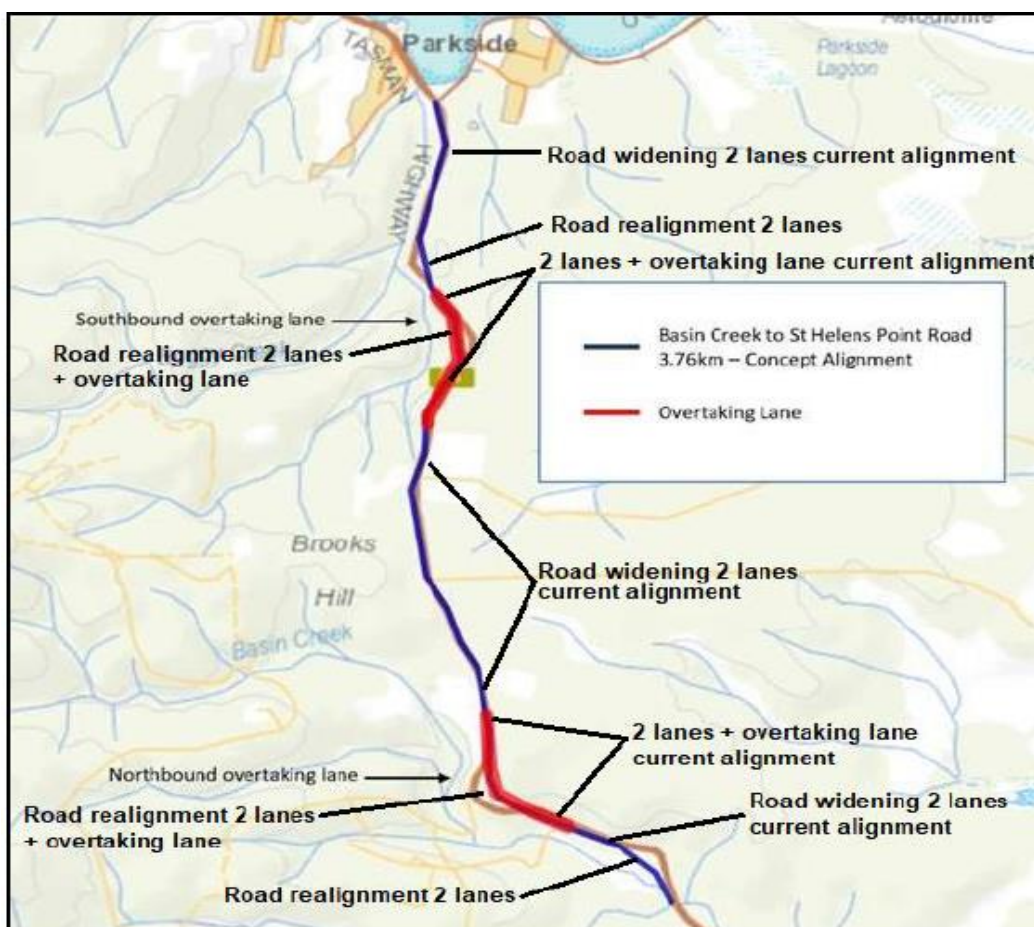 Parkside
TASMAN
HIGHWAY
Parkside
Lagoon
Road widening 2 lanes current alignment
Road realignment 2 lanes
2 lanes + overtaking lane current alignment
Southbound overtaking lane
Road realignment 2 lanes
+ overtaking lane
Basin Creek to St Helens Point Road
3.76km – Concept Alignment
Overtaking Lane
Brooks
Hill
Basin Creek
Road widening 2 lanes
current alignment
2 lanes + overtaking lane
current alignment
Northbound overtaking lane
Road realignment 2 lanes
+ overtaking lane
Road widening 2 lanes
current alignment
Road realignment 2 lanes